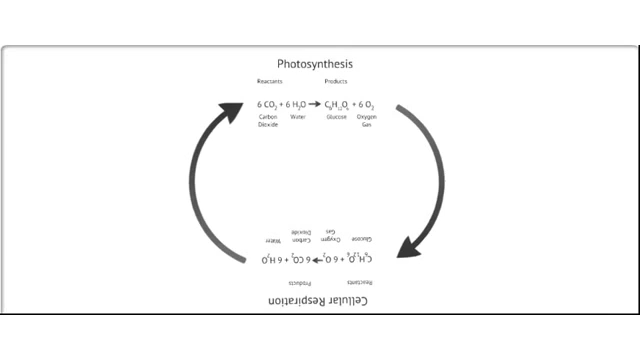 Photosynthesis
Reactants Products
6 CO₂ + 6 H₂O → C₆H₁₂O₆ + 6 O₂
Carbon Water Glucose Oxygen
Dioxide Gas
Cellular Respiration
Reactants Products
C₆H₁₂O₆ + 6 O₂ → 6 CO₂ + 6 H₂O
Glucose Oxygen Carbon Water
Gas Dioxide